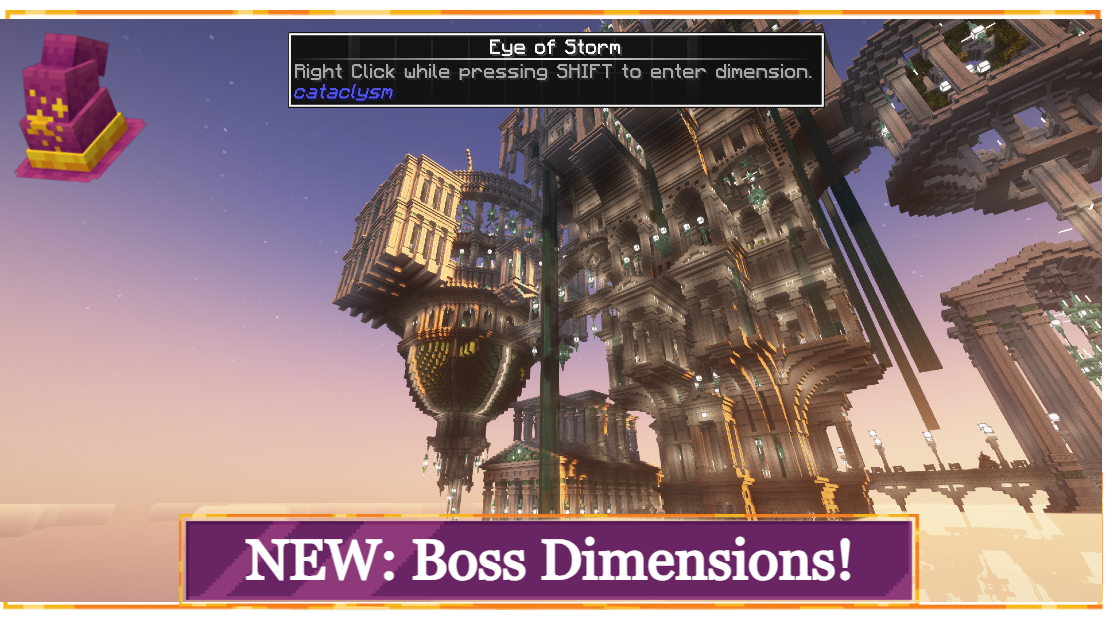 Eye of Storm
Right Click while pressing SHIFT to enter dimension.
cataclysm
NEW: Boss Dimensions!